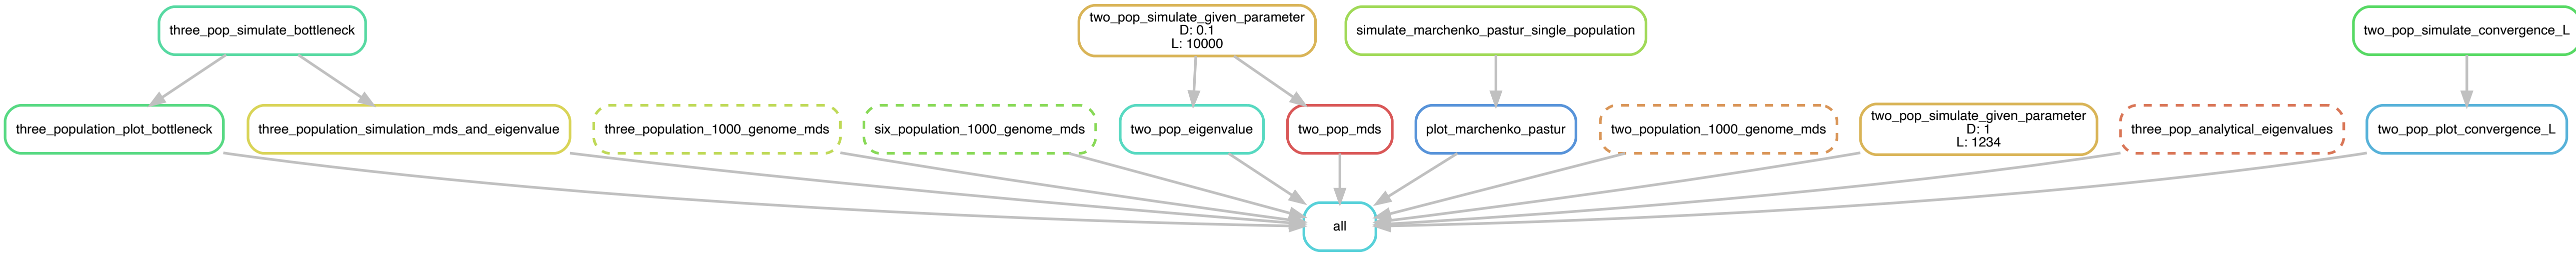 three_pop_simulate_bottleneck
two_pop_simulate_given_parameter
D: 0.1
L: 10000
simulate_marchenko_pastur_single_population
two_pop_simulate_convergence_L
three_population_plot_bottleneck
three_population_simulation_mds_and_eigenvalue
three_population_1000_genome_mds
six_population_1000_genome_mds
two_pop_eigenvalue
two_pop_mds
plot_marchenko_pastur
two_population_1000_genome_mds
two_pop_simulate_given_parameter
D: 1
L: 1234
three_pop_analytical_eigenvalues
two_pop_plot_convergence_L
all